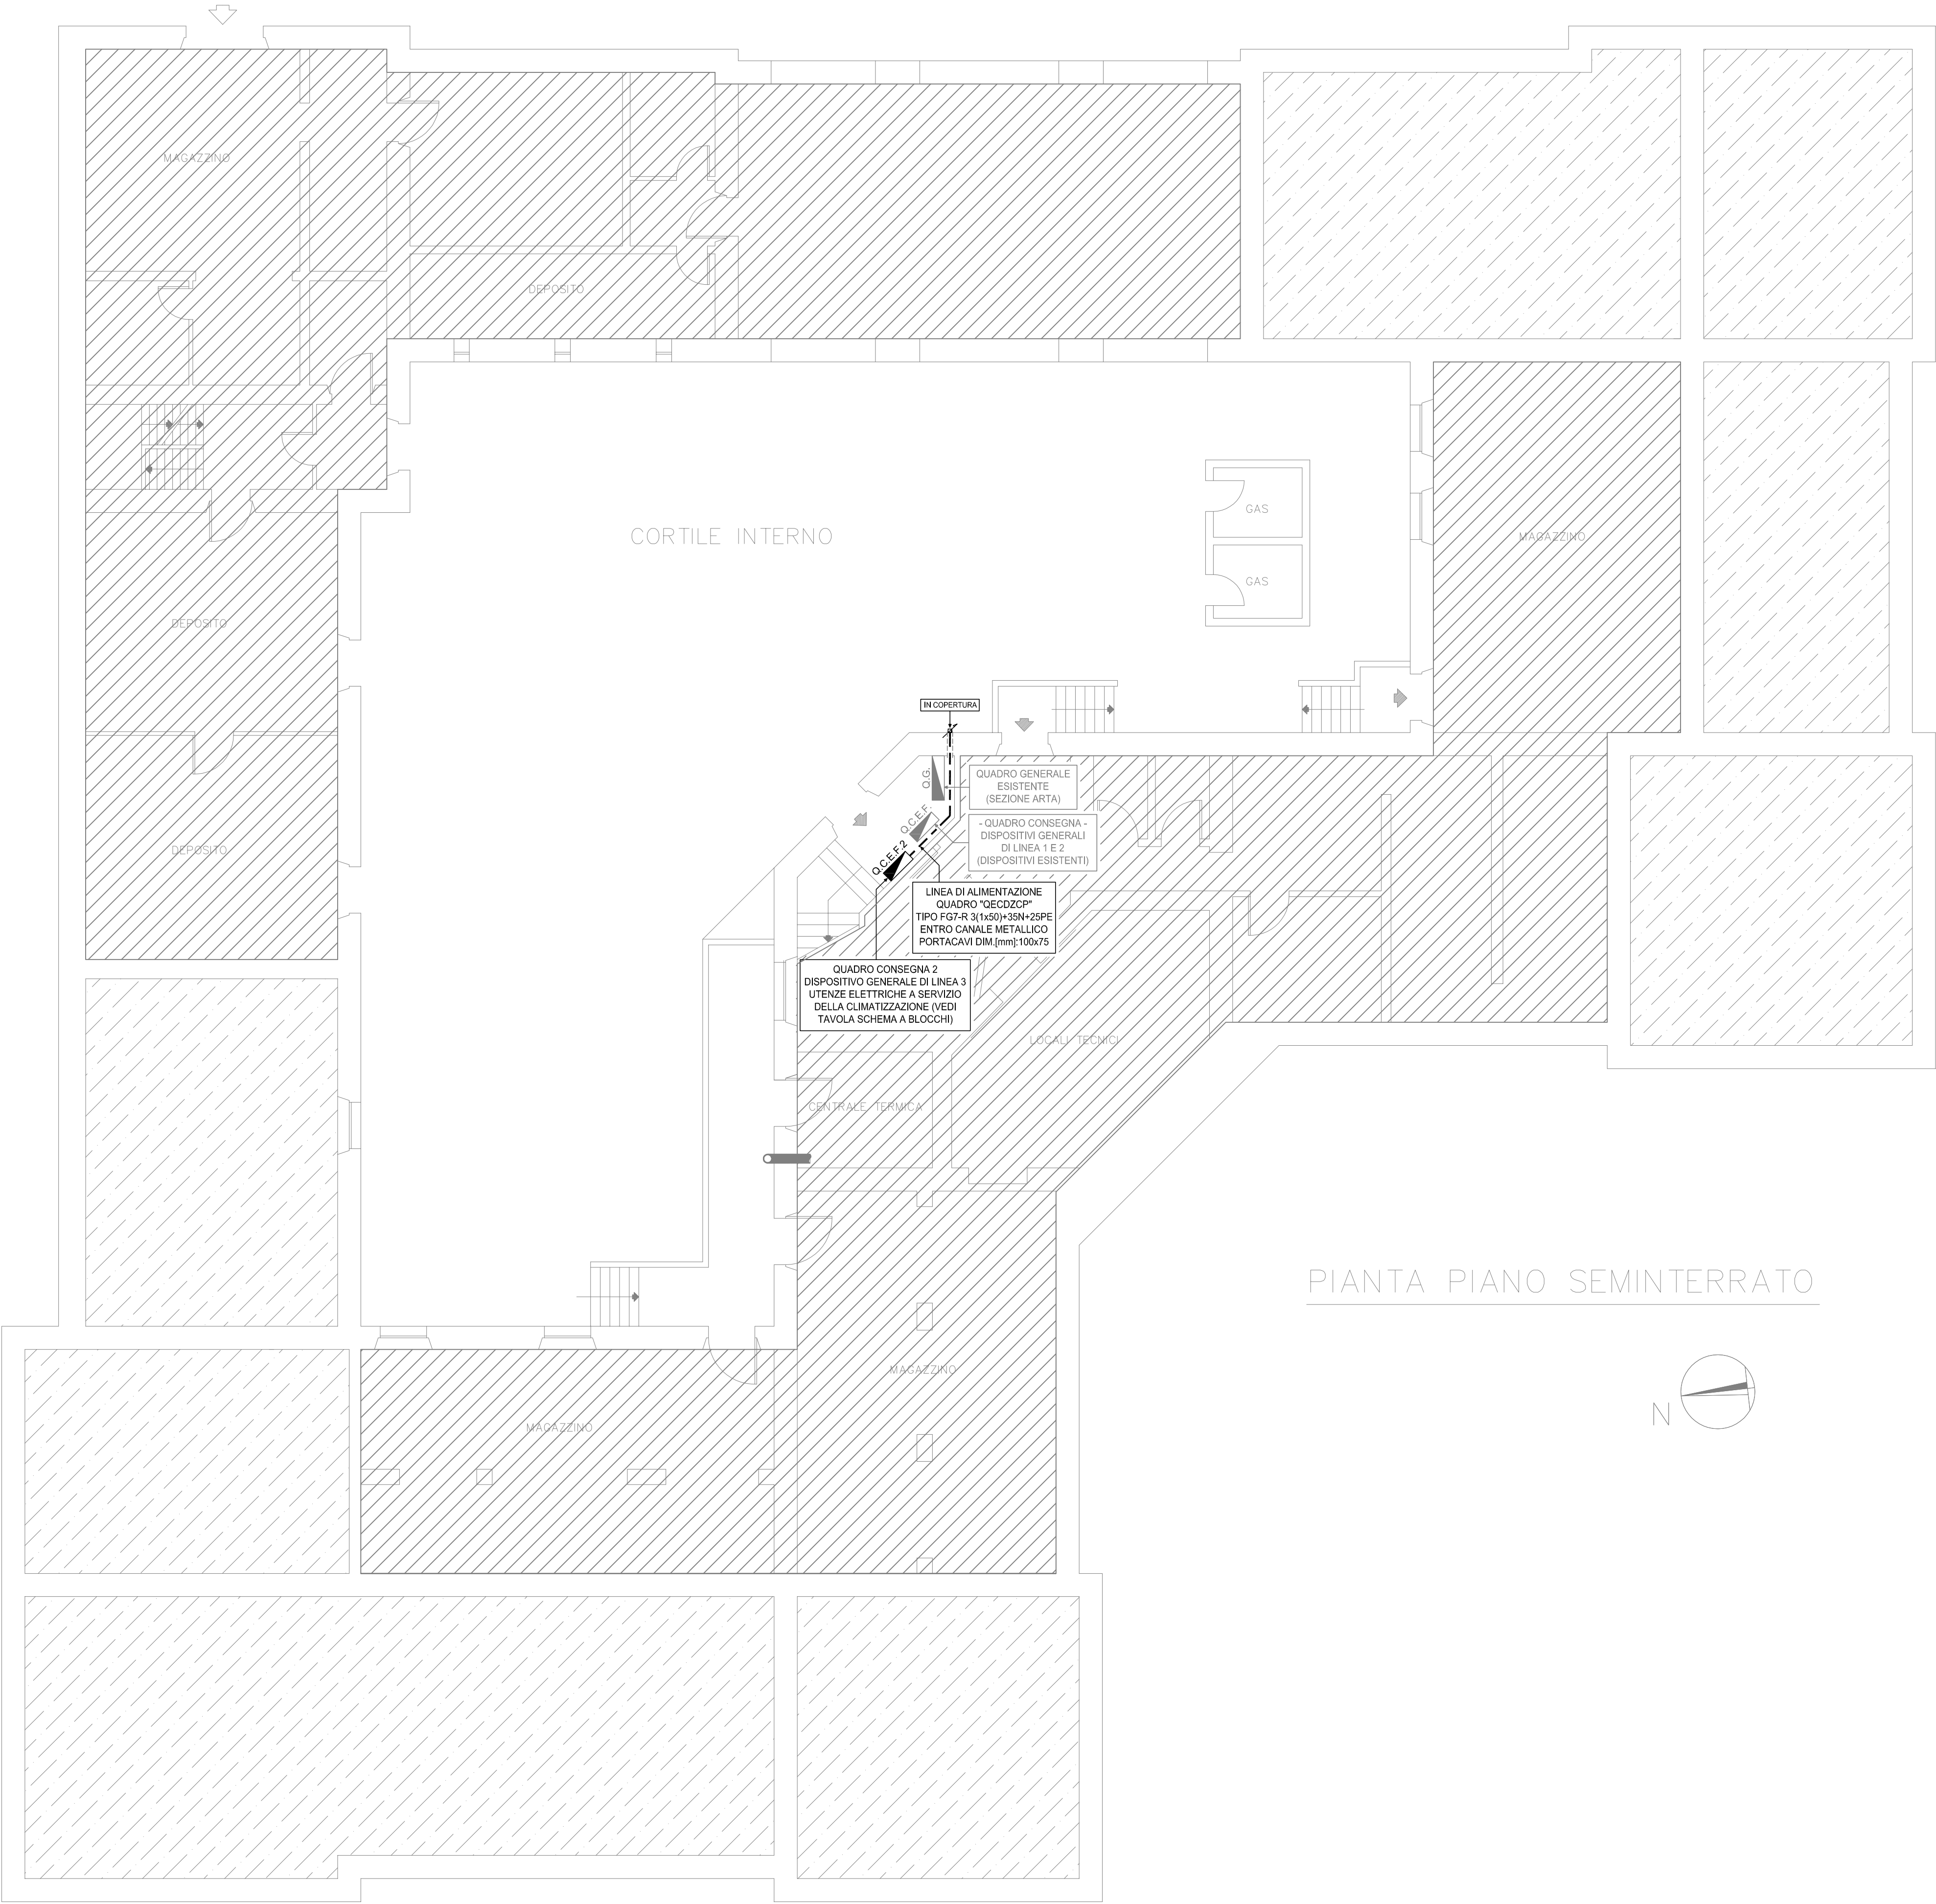 MAGAZZINO
DEPOSITO
CORTILE INTERNO
GAS
GAS
MAGAZZINO
DEPOSITO
IN COPERTURA
Q.G.
QUADRO GENERALE
ESISTENTE
(SEZIONE ARTA)
Q.C.E.F.
- QUADRO CONSEGNA -
DISPOSITIVI GENERALI
DI LINEA 1 E 2
(DISPOSITIVI ESISTENTI)
Q.C.E.F.2
DEPOSITO
LINEA DI ALIMENTAZIONE
QUADRO "QECDZCP"
TIPO FG7-R 3(1x50)+35N+25PE
ENTRO CANALE METALLICO
PORTACAVI DIM.[mm]:100x75
QUADRO CONSEGNA 2
DISPOSITIVO GENERALE DI LINEA 3
UTENZE ELETTRICHE A SERVIZIO
DELLA CLIMATIZZAZIONE (VEDI
TAVOLA SCHEMA A BLOCCHI)
LOCALI TECNICI
CENTRALE TERMICA
PIANTA PIANO SEMINTERRATO
MAGAZZINO
N
MAGAZZINO